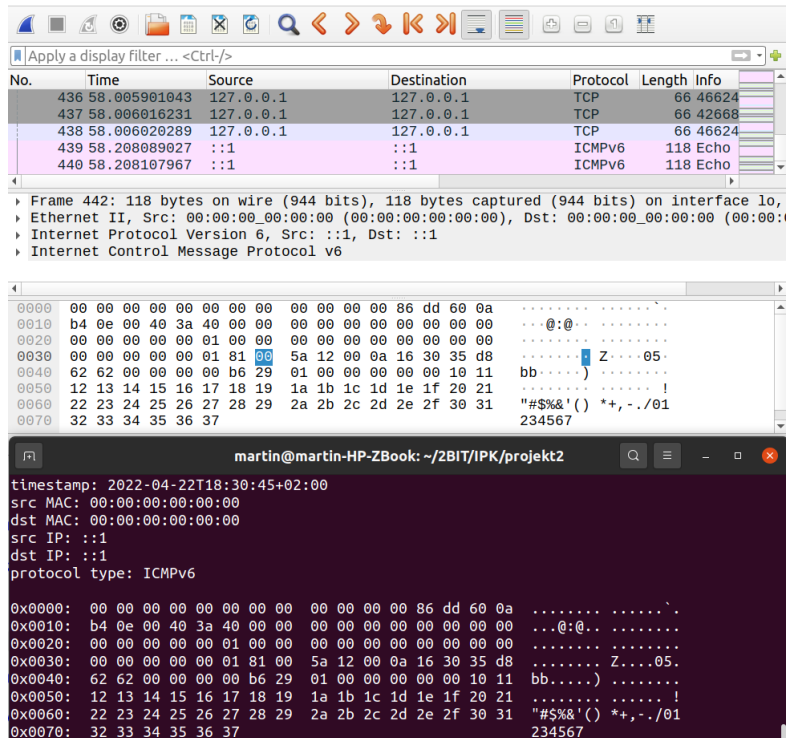 Apply a display filter … <Ctrl-/>
No. Time Source Destination Protocol Length Info
436 58.005901043 127.0.0.1 127.0.0.1 TCP 66 46624
437 58.006016231 127.0.0.1 127.0.0.1 TCP 66 42668
438 58.006020289 127.0.0.1 127.0.0.1 TCP 66 46624
439 58.208089027 ::1 ::1 ICMPv6 118 Echo
440 58.208107967 ::1 ::1 ICMPv6 118 Echo
Frame 442: 118 bytes on wire (944 bits), 118 bytes captured (944 bits) on interface lo,
Ethernet II, Src: 00:00:00_00:00:00 (00:00:00:00:00:00), Dst: 00:00:00_00:00:00 (00:00:
Internet Protocol Version 6, Src: ::1, Dst: ::1
Internet Control Message Protocol v6
0000 00 00 00 00 00 00 00 00 00 00 00 00 86 dd 60 0a ········ ······`·
0010 b4 0e 00 40 3a 40 00 00 00 00 00 00 00 00 00 00 ···@:@·· ········
0020 00 00 00 00 00 01 00 00 00 00 00 00 00 00 00 00 ········ ········
0030 00 00 00 00 00 01 81 00 5a 12 00 0a 16 30 35 d8 ········ Z····05·
0040 62 62 00 00 00 00 b6 29 01 00 00 00 00 00 10 11 bb·····) ········
0050 12 13 14 15 16 17 18 19 1a 1b 1c 1d 1e 1f 20 21 ········ ······ !
0060 22 23 24 25 26 27 28 29 2a 2b 2c 2d 2e 2f 30 31 "#$%&'() *+,-./01
0070 32 33 34 35 36 37 234567
martin@martin-HP-ZBook: ~/2BIT/IPK/projekt2
timestamp: 2022-04-22T18:30:45+02:00
src MAC: 00:00:00:00:00:00
dst MAC: 00:00:00:00:00:00
src IP: ::1
dst IP: ::1
protocol type: ICMPv6
0x0000: 00 00 00 00 00 00 00 00 00 00 00 00 86 dd 60 0a ........ ......`.
0x0010: b4 0e 00 40 3a 40 00 00 00 00 00 00 00 00 00 00 ...@:@.. ........
0x0020: 00 00 00 00 00 01 00 00 00 00 00 00 00 00 00 00 ........ ........
0x0030: 00 00 00 00 00 01 81 00 5a 12 00 0a 16 30 35 d8 ........ Z....05.
0x0040: 62 62 00 00 00 00 b6 29 01 00 00 00 00 00 10 11 bb.....) ........
0x0050: 12 13 14 15 16 17 18 19 1a 1b 1c 1d 1e 1f 20 21 ........ ...... !
0x0060: 22 23 24 25 26 27 28 29 2a 2b 2c 2d 2e 2f 30 31 "#$%&'() *+,-./01
0x0070: 32 33 34 35 36 37 234567